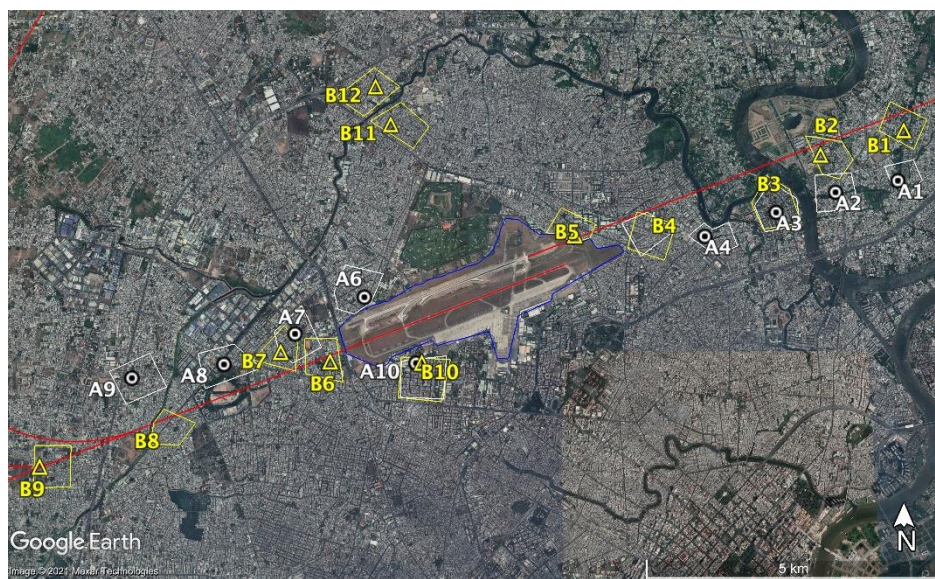 B12
B11
B2
B1
A1
A2
B3
A3
B4
A4
B5
A6
A7
B7
B6
A10
B10
A8
A9
B8
B9
Google Earth
Image © 2021 Maxar Technologies
N
5 km